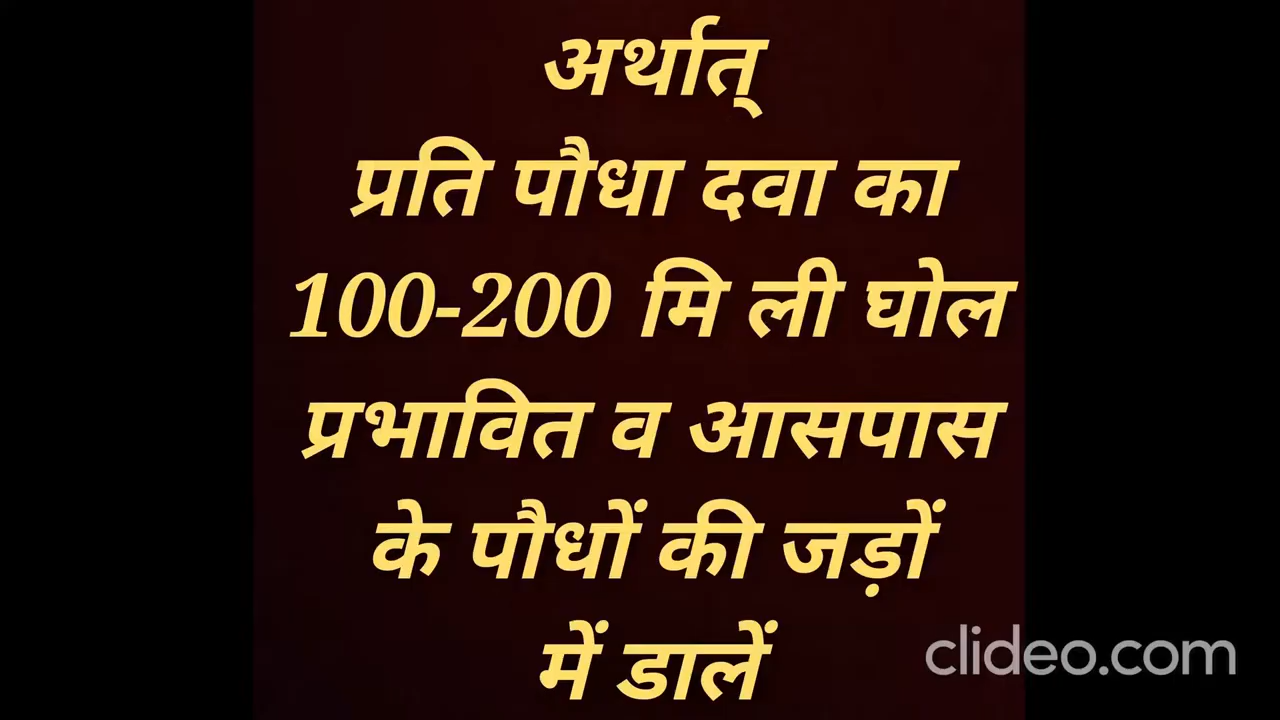 अर्थात्
प्रति पौधा दवा का
100-200 मि ली घोल
प्रभावित व आसपास
के पौधों की जड़ों
में डालें
clideo.com